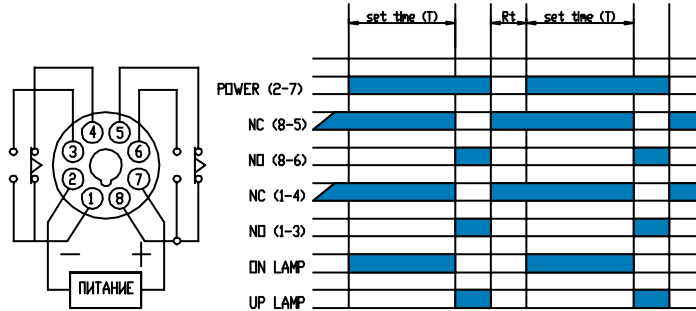 set time (T) Rt set time (T)
POWER (2-7)
NC (8-5)
NO (8-6)
NC (1-4)
NO (1-3)
ON LAMP
UP LAMP
4 5
3 6
2 7
1 8
− +
ПИТАНИЕ